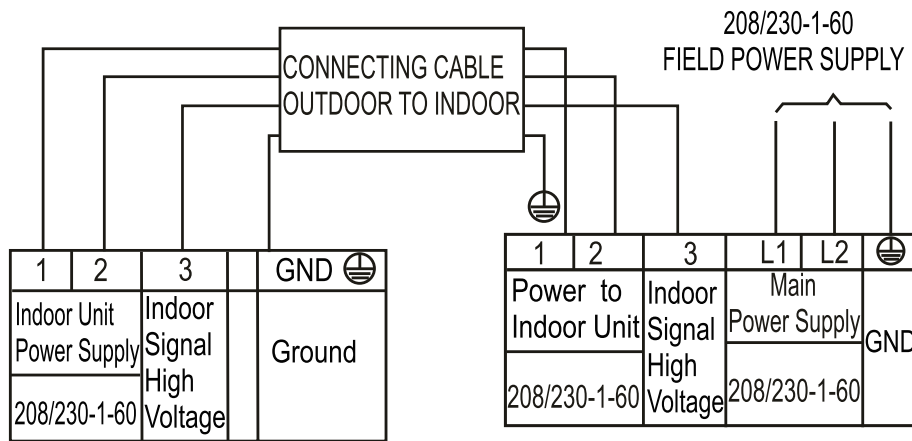 208/230-1-60
FIELD POWER SUPPLY
CONNECTING CABLE
OUTDOOR TO INDOOR
1 2 3 GND
Indoor Unit
Power Supply
208/230-1-60
Indoor
Signal
High
Voltage
Ground
1 2 3 L1 L2
Power to
Indoor Unit
208/230-1-60
Indoor
Signal
High
Voltage
Main
Power Supply
208/230-1-60
GND